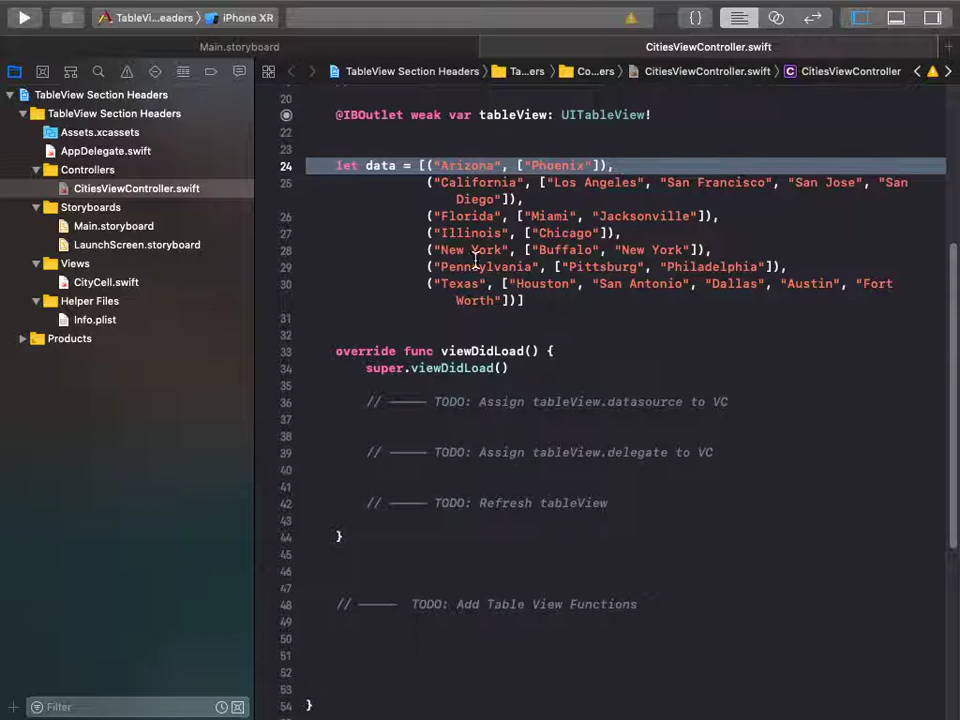 TableVi...eaders
iPhone XR
Main.storyboard
CitiesViewController.swift
TableView Section Headers
Ta...ers
Co...ers
CitiesViewController.swift
C
CitiesViewController
TableView Section Headers
TableView Section Headers
Assets.xcassets
AppDelegate.swift
Controllers
CitiesViewController.swift
Storyboards
Main.storyboard
LaunchScreen.storyboard
Views
CityCell.swift
Helper Files
Info.plist
Products
Filter
20
@IBOutlet weak var tableView: UITableView!
22
23
24 let data = [("Arizona", ["Phoenix"]),
25 ("California", ["Los Angeles", "San Francisco", "San Jose", "San
Diego"]),
26 ("Florida", ["Miami", "Jacksonville"]),
27 ("Illinois", ["Chicago"]),
28 ("New York", ["Buffalo", "New York"]),
29 ("Pennsylvania", ["Pittsburg", "Philadelphia"]),
30 ("Texas", ["Houston", "San Antonio", "Dallas", "Austin", "Fort
Worth"])]
31
32
33 override func viewDidLoad() {
34 super.viewDidLoad()
35
36 // ––––– TODO: Assign tableView.datasource to VC
37
38
39 // ––––– TODO: Assign tableView.delegate to VC
40
41
42 // ––––– TODO: Refresh tableView
43
44 }
45
46
47
48 // ––––– TODO: Add Table View Functions
49
50
51
52
53
54 }